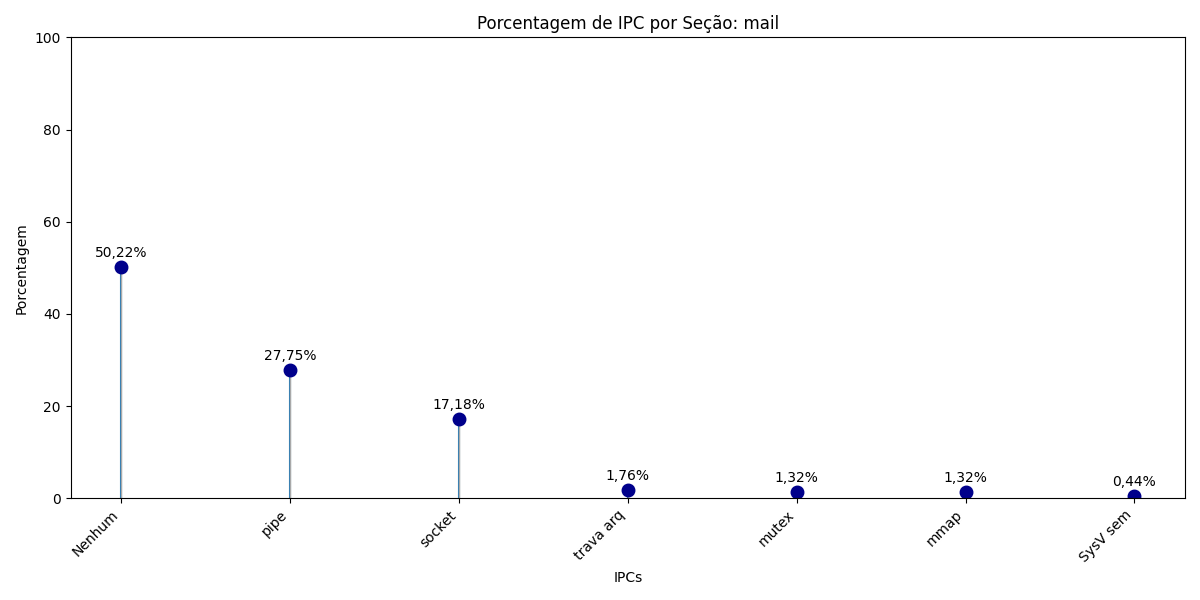 Porcentagem de IPC por Seção: mail
100
80
60
40
20
0
Porcentagem
50,22%
27,75%
17,18%
1,76%
1,32%
1,32%
0,44%
Nenhum
pipe
socket
trava arq
mutex
mmap
SysV sem
IPCs